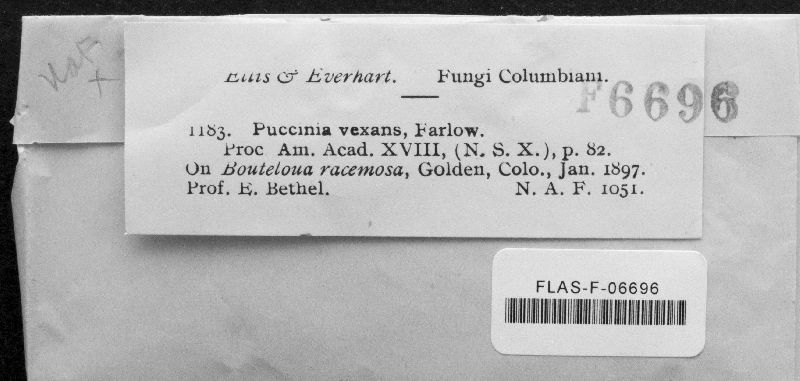 Ellis & Everhart. Fungi Columbiani.
F6696
1183. Puccinia vexans, Farlow.
Proc Am. Acad. XVIII, (N. S. X.), p. 82.
On Bouteloua racemosa, Golden, Colo., Jan. 1897.
Prof. E. Bethel. N. A. F. 1051.
FLAS-F-06696